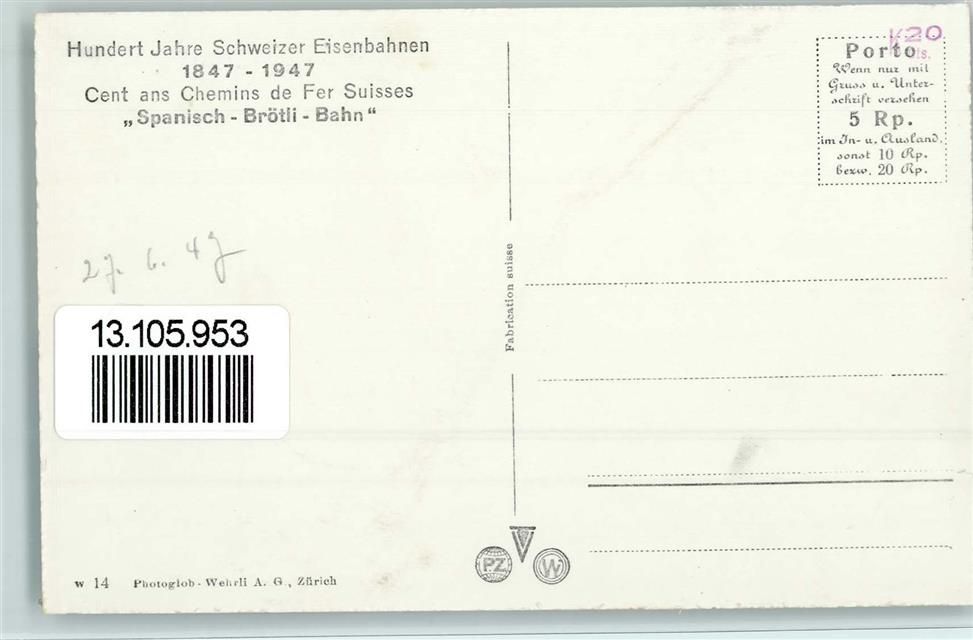 Hundert Jahre Schweizer Eisenbahnen
1847 - 1947
Cent ans Chemins de Fer Suisses
„Spanisch - Brötli - Bahn“
K20
Porto
Wenn nur mit
Gruss u. Unter-
schrift versehen
5 Rp.
im In- u. Ausland,
sonst 10 Rp.
bezw. 20 Rp.
27. 6. 47
13.105.953
Fabrication suisse
PZ
W
w 14 Photoglob - Wehrli A. G., Zürich